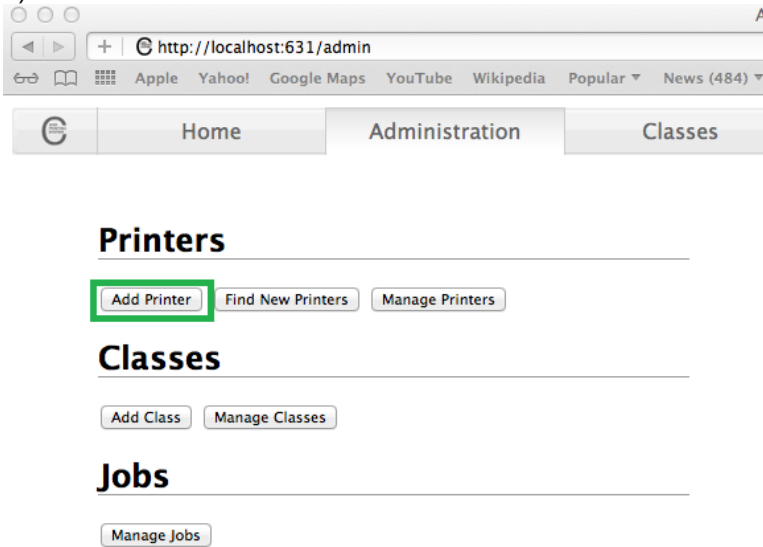 A
+ http://localhost:631/admin
Apple Yahoo! Google Maps YouTube Wikipedia Popular ▾ News (484) ▾
Home Administration Classes
Printers
Add Printer Find New Printers Manage Printers
Classes
Add Class Manage Classes
Jobs
Manage Jobs